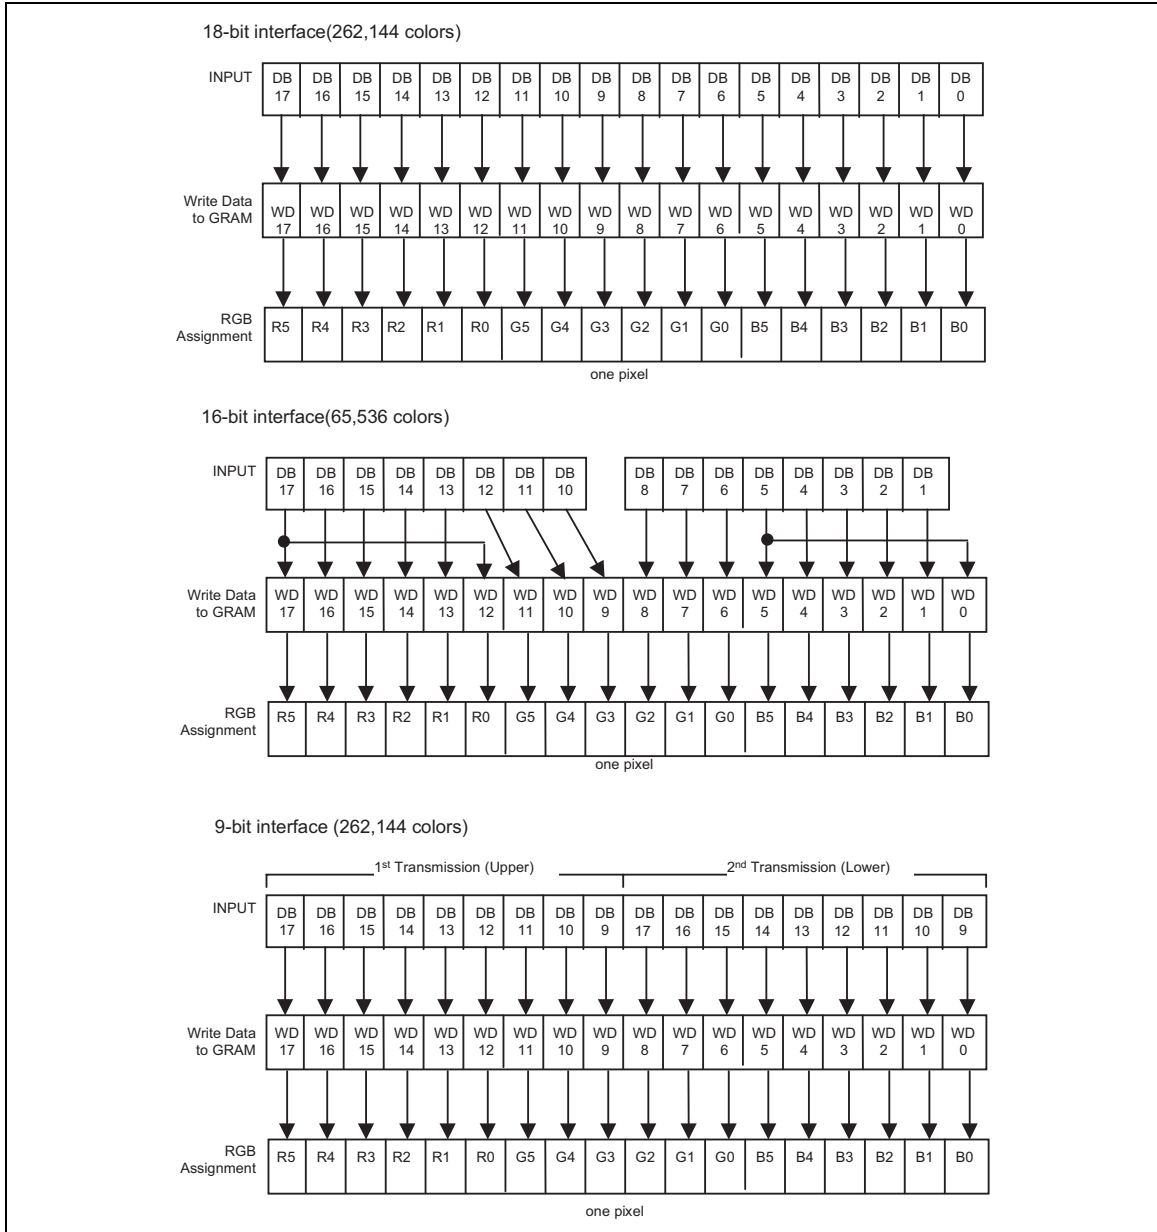 18-bit interface(262,144 colors)
INPUT DB DB DB DB DB DB DB DB DB DB DB DB DB DB DB DB DB DB
17 16 15 14 13 12 11 10 9 8 7 6 5 4 3 2 1 0
Write Data WD WD WD WD WD WD WD WD WD WD WD WD WD WD WD WD WD WD
to GRAM 17 16 15 14 13 12 11 10 9 8 7 6 5 4 3 2 1 0
RGB R5 R4 R3 R2 R1 R0 G5 G4 G3 G2 G1 G0 B5 B4 B3 B2 B1 B0
Assignment
one pixel
16-bit interface(65,536 colors)
INPUT DB DB DB DB DB DB DB DB DB DB DB DB DB DB DB DB
17 16 15 14 13 12 11 10 8 7 6 5 4 3 2 1
Write Data WD WD WD WD WD WD WD WD WD WD WD WD WD WD WD WD WD WD
to GRAM 17 16 15 14 13 12 11 10 9 8 7 6 5 4 3 2 1 0
RGB R5 R4 R3 R2 R1 R0 G5 G4 G3 G2 G1 G0 B5 B4 B3 B2 B1 B0
Assignment
one pixel
9-bit interface (262,144 colors)
1st Transmission (Upper) 2nd Transmission (Lower)
INPUT DB DB DB DB DB DB DB DB DB DB DB DB DB DB DB DB DB DB
17 16 15 14 13 12 11 10 9 17 16 15 14 13 12 11 10 9
Write Data WD WD WD WD WD WD WD WD WD WD WD WD WD WD WD WD WD WD
to GRAM 17 16 15 14 13 12 11 10 9 8 7 6 5 4 3 2 1 0
RGB R5 R4 R3 R2 R1 R0 G5 G4 G3 G2 G1 G0 B5 B4 B3 B2 B1 B0
Assignment
one pixel